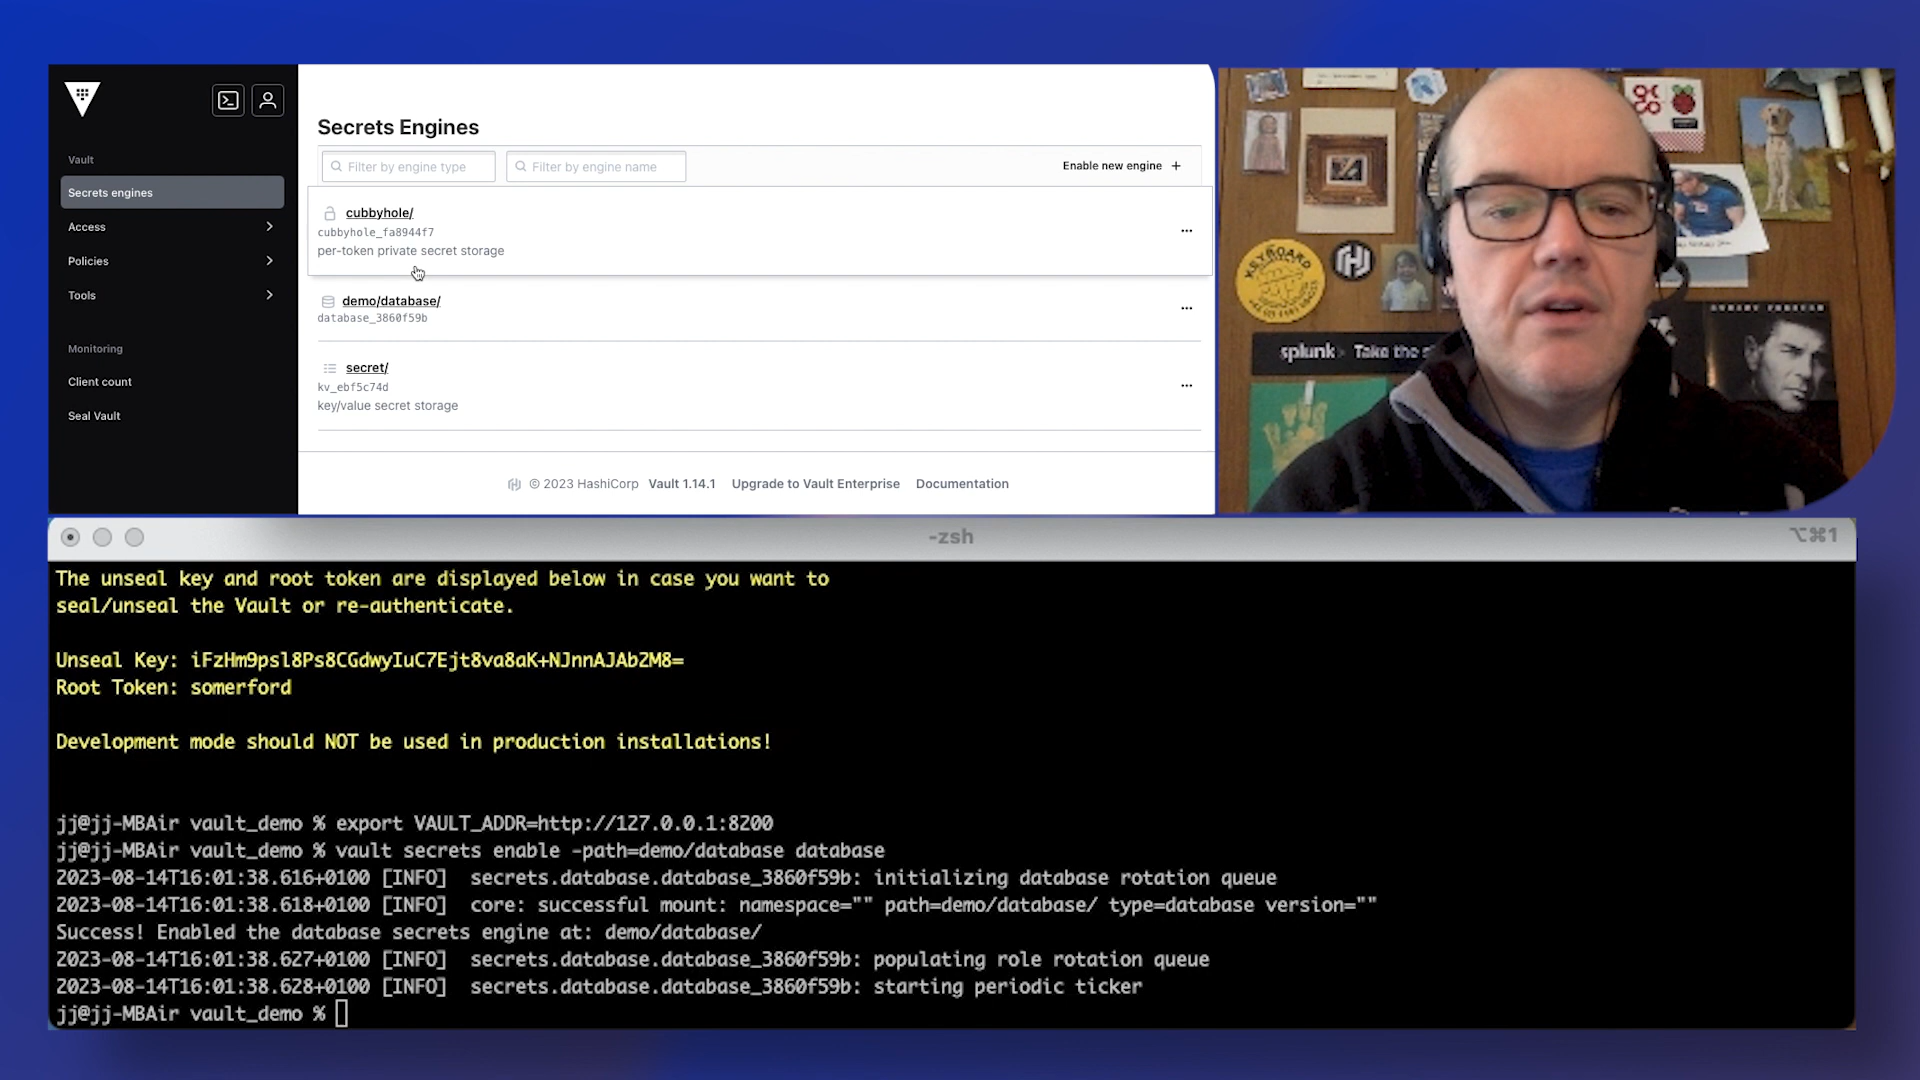 Vault
Secrets engines
Access
Policies
Tools
Monitoring
Client count
Seal Vault
Secrets Engines
Filter by engine type
Filter by engine name
Enable new engine +
cubbyhole/
cubbyhole_fa8944f7
per-token private secret storage
demo/database/
database_3860f59b
secret/
kv_ebf5c74d
key/value secret storage
© 2023 HashiCorp Vault 1.14.1 Upgrade to Vault Enterprise Documentation
KEYBOARD
splunk> Take the
-zsh
⌥⌘1
The unseal key and root token are displayed below in case you want to
seal/unseal the Vault or re-authenticate.
Unseal Key: iFzHm9psl8Ps8CGdwyIuC7Ejt8va8aK+NJnnAJAbZM8=
Root Token: somerford
Development mode should NOT be used in production installations!
jj@jj-MBAir vault_demo % export VAULT_ADDR=http://127.0.0.1:8200
jj@jj-MBAir vault_demo % vault secrets enable -path=demo/database database
2023-08-14T16:01:38.616+0100 [INFO]  secrets.database.database_3860f59b: initializing database rotation queue
2023-08-14T16:01:38.618+0100 [INFO]  core: successful mount: namespace="" path=demo/database/ type=database version=""
Success! Enabled the database secrets engine at: demo/database/
2023-08-14T16:01:38.627+0100 [INFO]  secrets.database.database_3860f59b: populating role rotation queue
2023-08-14T16:01:38.628+0100 [INFO]  secrets.database.database_3860f59b: starting periodic ticker
jj@jj-MBAir vault_demo %